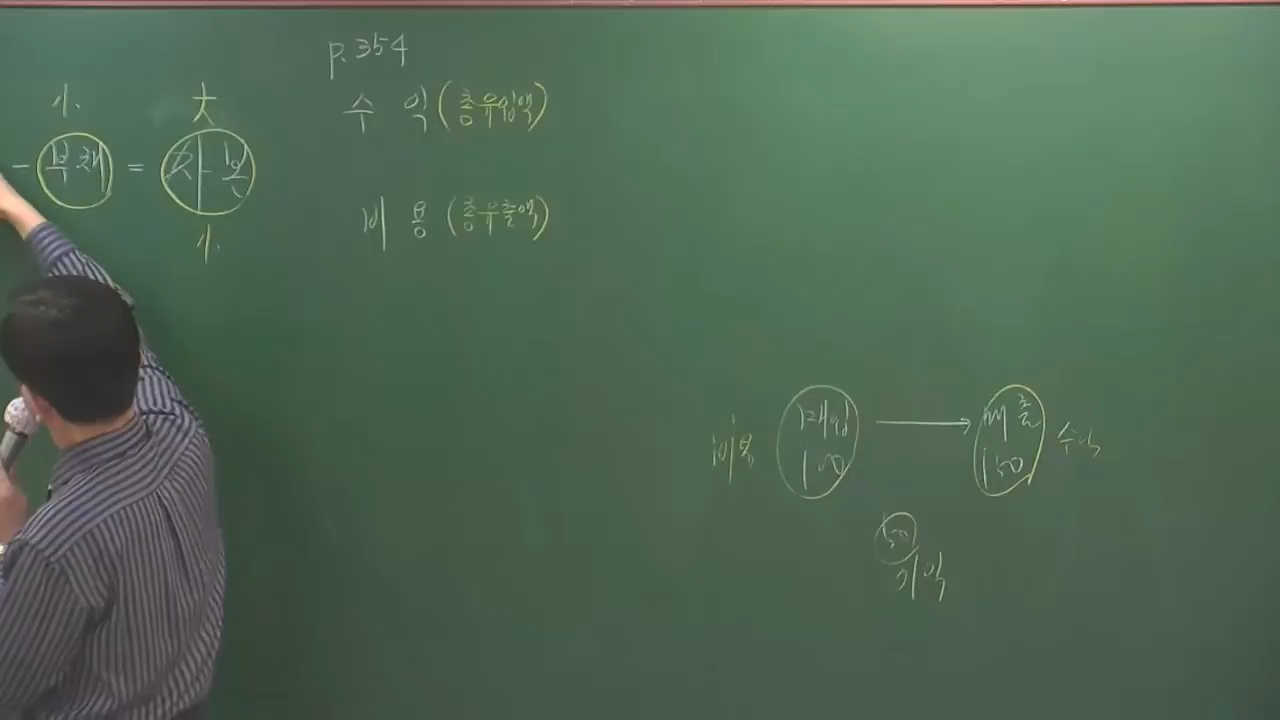 p.354
小 大
- 부채 = 자본
小
수 익 (총유입액)
비 용 (총유출액)
비용 매입 100 → 매출 150 수익
50
이익